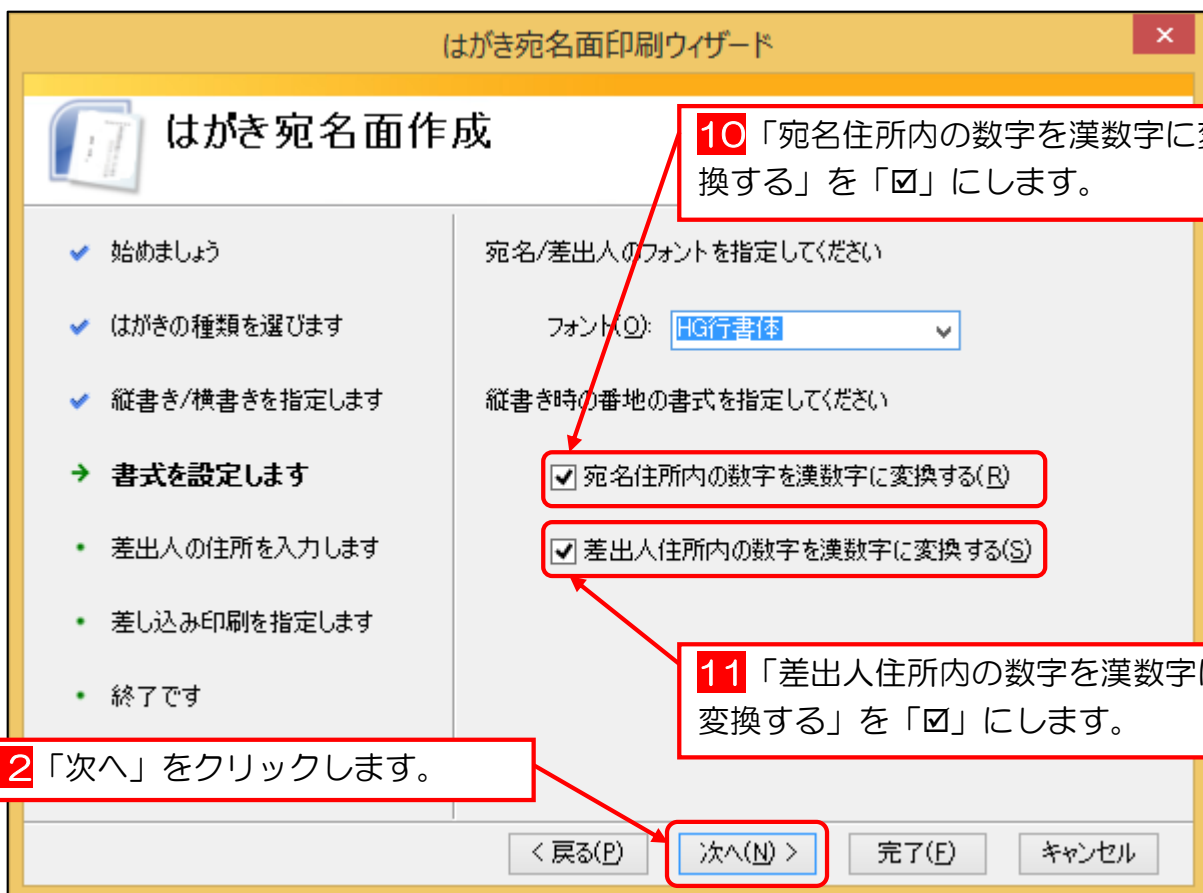 はがき宛名面印刷ウィザード
はがき宛名面作成
10「宛名住所内の数字を漢数字に変
換する」を「☑」にします。
始めましょう
はがきの種類を選びます
縦書き/横書きを指定します
書式を設定します
差出人の住所を入力します
差し込み印刷を指定します
終了です
宛名/差出人のフォントを指定してください
フォント(O): HG行書体
縦書き時の番地の書式を指定してください
宛名住所内の数字を漢数字に変換する(R)
差出人住所内の数字を漢数字に変換する(S)
11「差出人住所内の数字を漢数字に
変換する」を「☑」にします。
2「次へ」をクリックします。
< 戻る(P) 次へ(N) > 完了(F) キャンセル